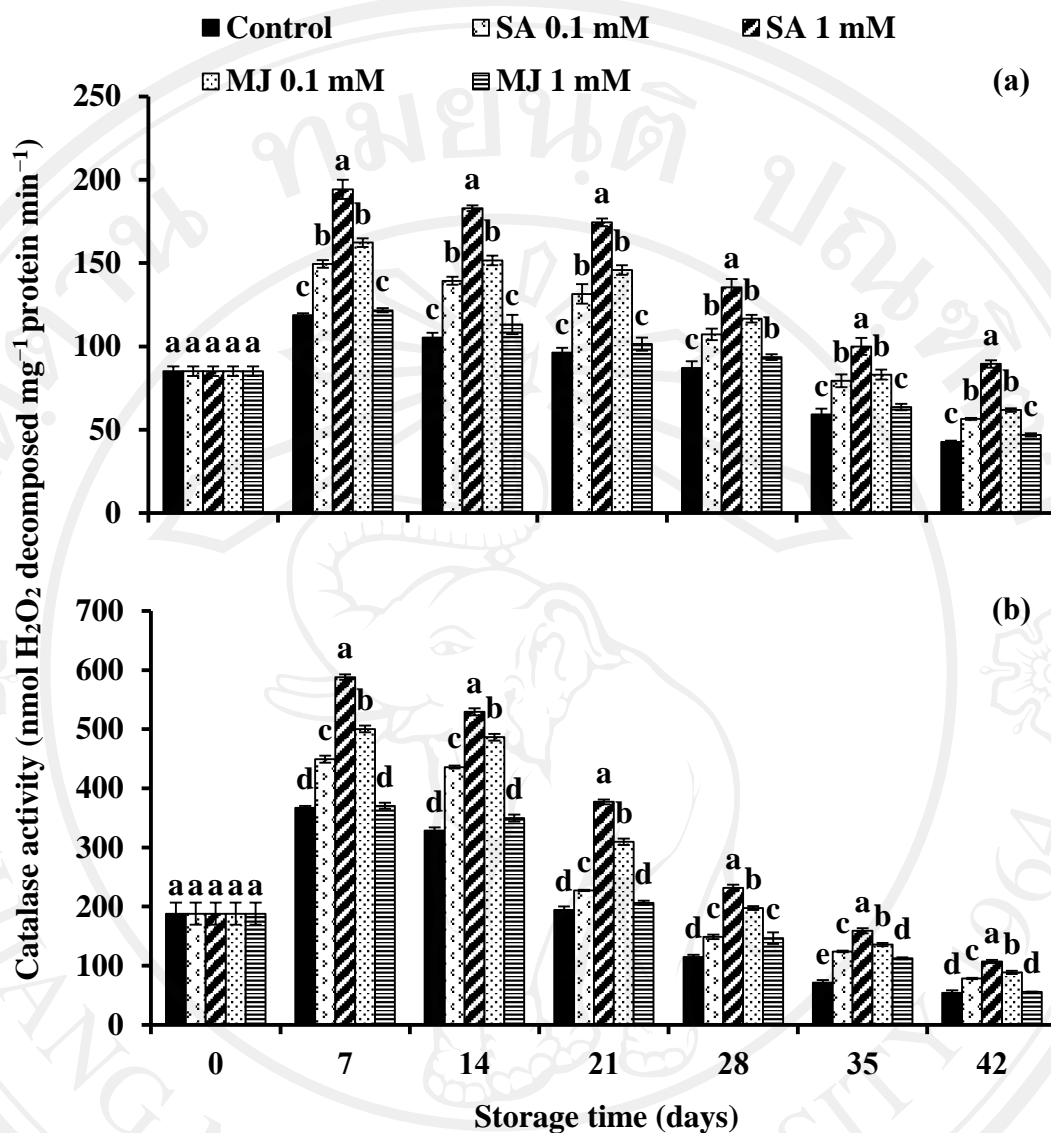 Control SA 0.1 mM SA 1 mM
MJ 0.1 mM MJ 1 mM
(a)
Catalase activity (nmol H₂O₂ decomposed mg⁻¹ protein min⁻¹)
250
200
150
100
50
0
a a a a a
c b a b c
c b a b c
c b a b c
c b a b b
c b a b c
c b a b c
(b)
700
600
500
400
300
200
100
0
a a a a a
d c a b d
d c a b d
d c a b d
d c a b c
e c a b d
d c a b d
0 7 14 21 28 35 42
Storage time (days)